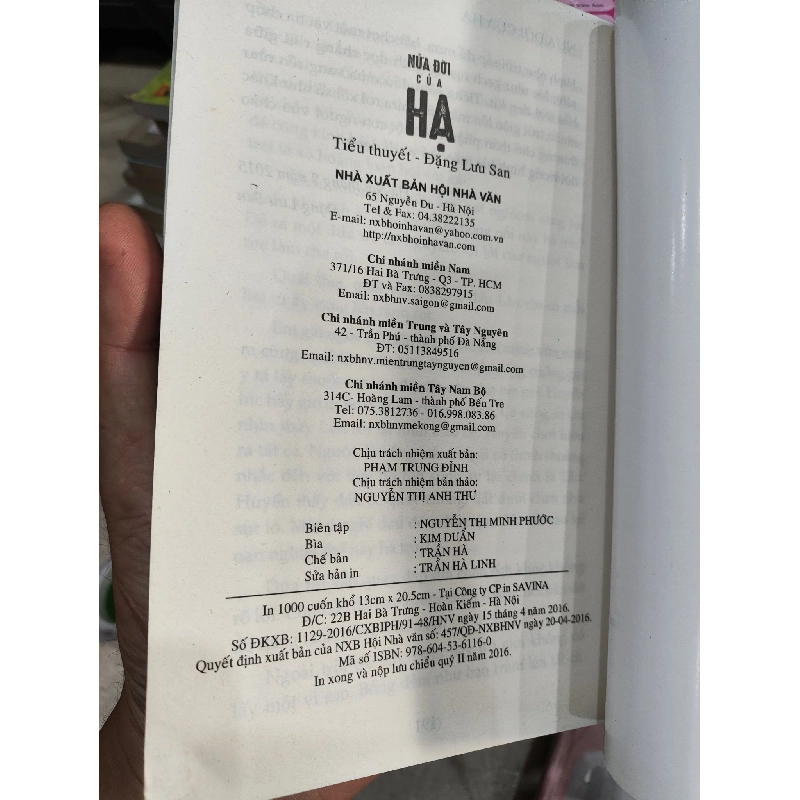 NỬA ĐỜI
CỦA
HẠ
Tiểu thuyết - Đặng Lưu San
NHÀ XUẤT BẢN HỘI NHÀ VĂN
65 Nguyễn Du - Hà Nội
Tel & Fax: 04.38222135
E-mail: nxbhoinhavan@yahoo.com.vn
http://nxbhoinhavan.com
Chi nhánh miền Nam
371/16 Hai Bà Trưng - Q3 - TP. HCM
ĐT và Fax: 0838297915
Email: nxbhnv.saigon@gmail.com
Chi nhánh miền Trung và Tây Nguyên
42 - Trần Phú - thành phố Đà Nẵng
ĐT: 05113849516
Email: nxbhnv.mientrungtaynguyen@gmail.com
Chi nhánh miền Tây Nam Bộ
314C- Hoàng Lam - thành phố Bến Tre
Tel: 075.3812736 - 016.998.083.86
Email: nxbhnvmekong@gmail.com
Chịu trách nhiệm xuất bản:
PHẠM TRUNG ĐỈNH
Chịu trách nhiệm bản thảo:
NGUYỄN THỊ ANH THƯ
Biên tập : NGUYỄN THỊ MINH PHƯỚC
Bìa : KIM DUẨN
Chế bản : TRẦN HÀ
Sửa bản in : TRẦN HÀ LINH
In 1000 cuốn khổ 13cm x 20.5cm - Tại Công ty CP in SAVINA
Đ/C: 22B Hai Bà Trưng - Hoàn Kiếm - Hà Nội
Số ĐKXB: 1129-2016/CXBIPH/91-48/HNV ngày 15 tháng 4 năm 2016.
Quyết định xuất bản của NXB Hội Nhà văn số: 457/QĐ-NXBHNV ngày 20-04-2016.
Mã số ISBN: 978-604-53-6116-0
In xong và nộp lưu chiểu quý II năm 2016.